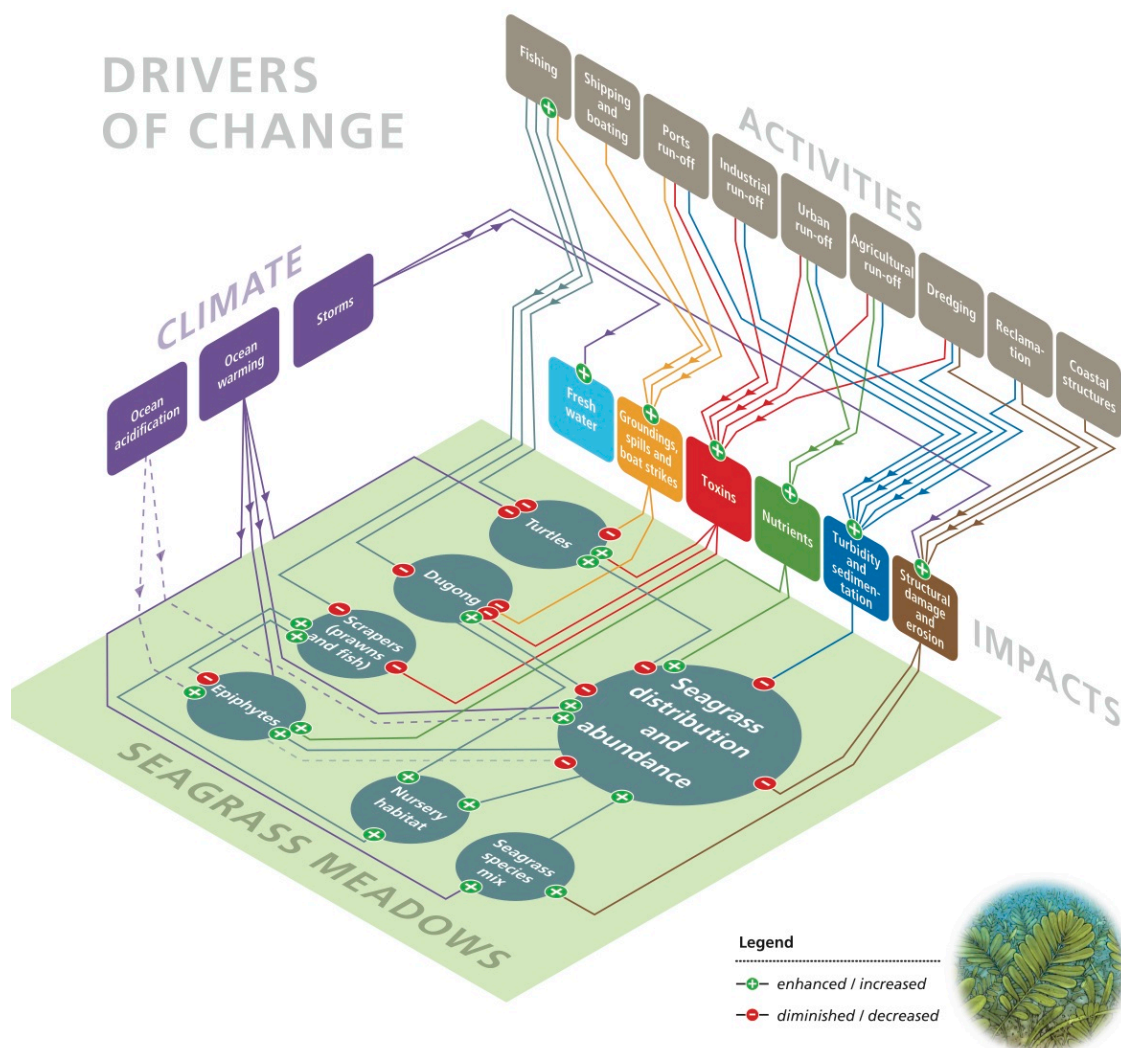 DRIVERS
OF CHANGE
Fishing
Shipping
and
boating
Ports
run-off
Industrial
run-off
Urban
run-off
Agricultural
run-off
Dredging
Reclama-
tion
Coastal
structures
ACTIVITIES
CLIMATE
Storms
Ocean
warming
Ocean
acidification
Fresh
water
Groundings,
spills and
boat strikes
Toxins
Nutrients
Turbidity
and
sedimen-
tation
Structural
damage
and
erosion
IMPACTS
Turtles
Dugong
Scrapers
(prawns
and fish)
Epiphytes
Seagrass
distribution
and
abundance
Nursery
habitat
Seagrass
species
mix
SEAGRASS MEADOWS
Legend
enhanced / increased
diminished / decreased